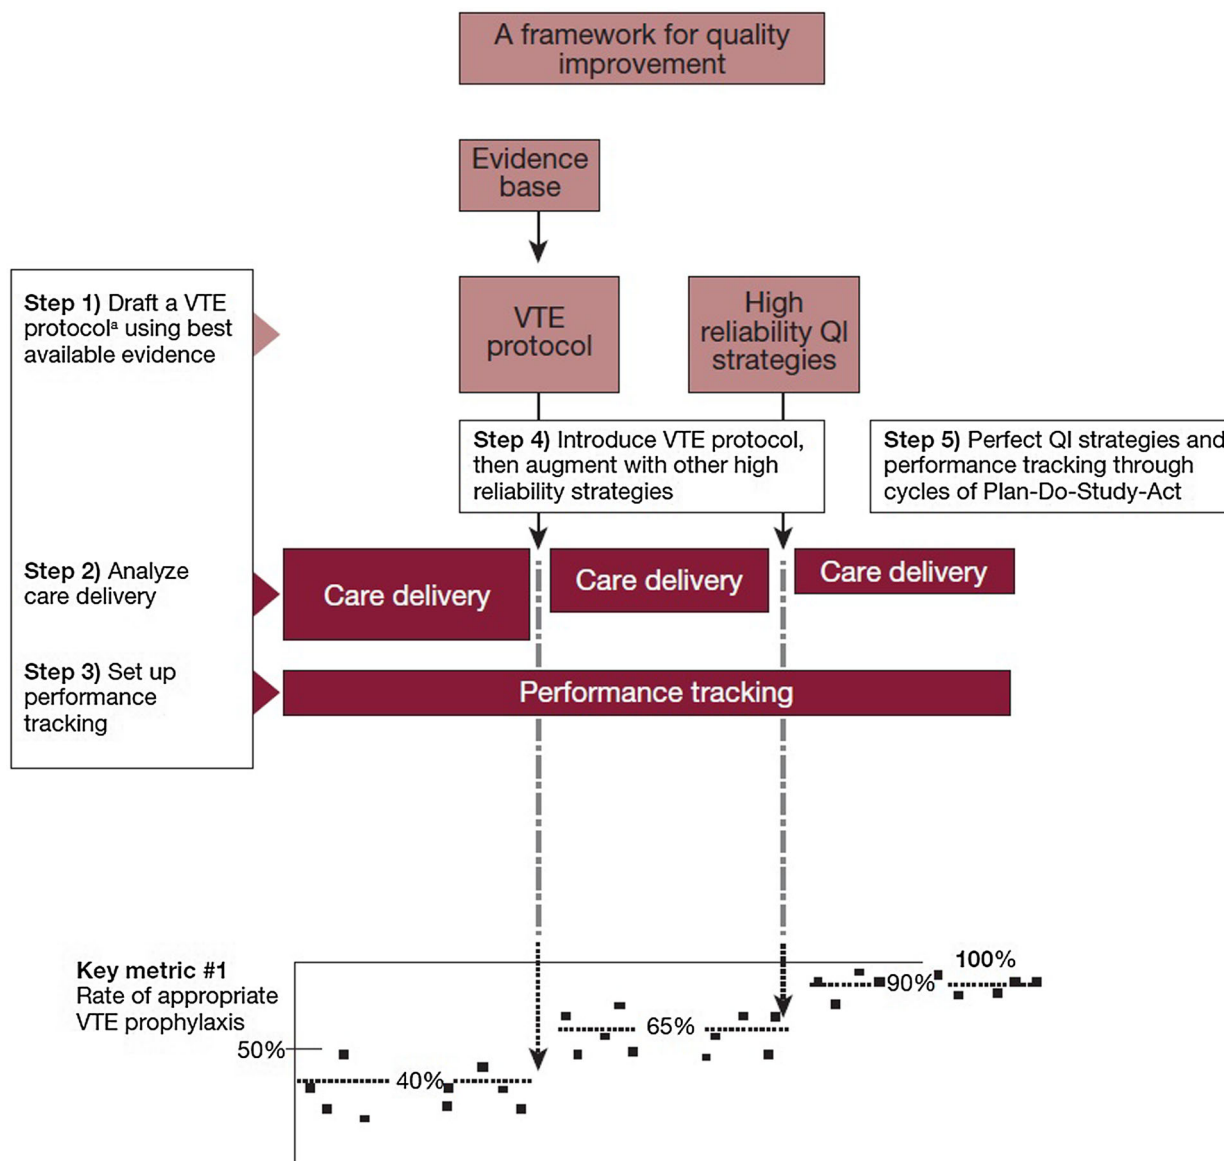 A framework for quality
improvement
Evidence
base
Step 1) Draft a VTE
protocolᵃ using best
available evidence
VTE
protocol
High
reliability QI
strategies
Step 4) Introduce VTE protocol,
then augment with other high
reliability strategies
Step 5) Perfect QI strategies and
performance tracking through
cycles of Plan-Do-Study-Act
Step 2) Analyze
care delivery
Care delivery
Care delivery
Care delivery
Step 3) Set up
performance
tracking
Performance tracking
Key metric #1
Rate of appropriate
VTE prophylaxis
100%
90%
65%
50%
40%